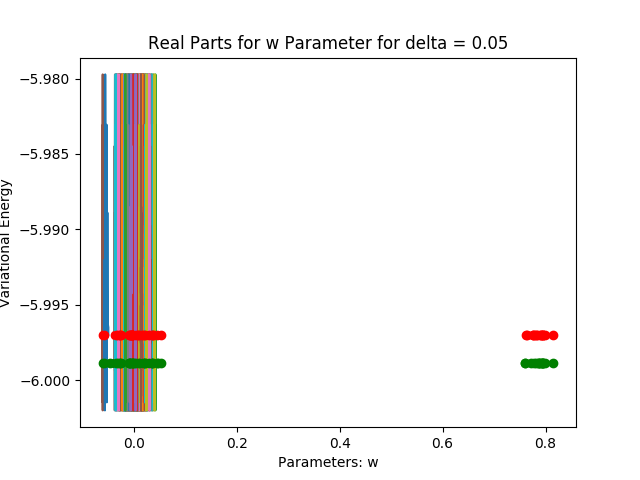 Real Parts for w Parameter for delta = 0.05
Variational Energy
−5.980
−5.985
−5.990
−5.995
−6.000
0.0 0.2 0.4 0.6 0.8
Parameters: w